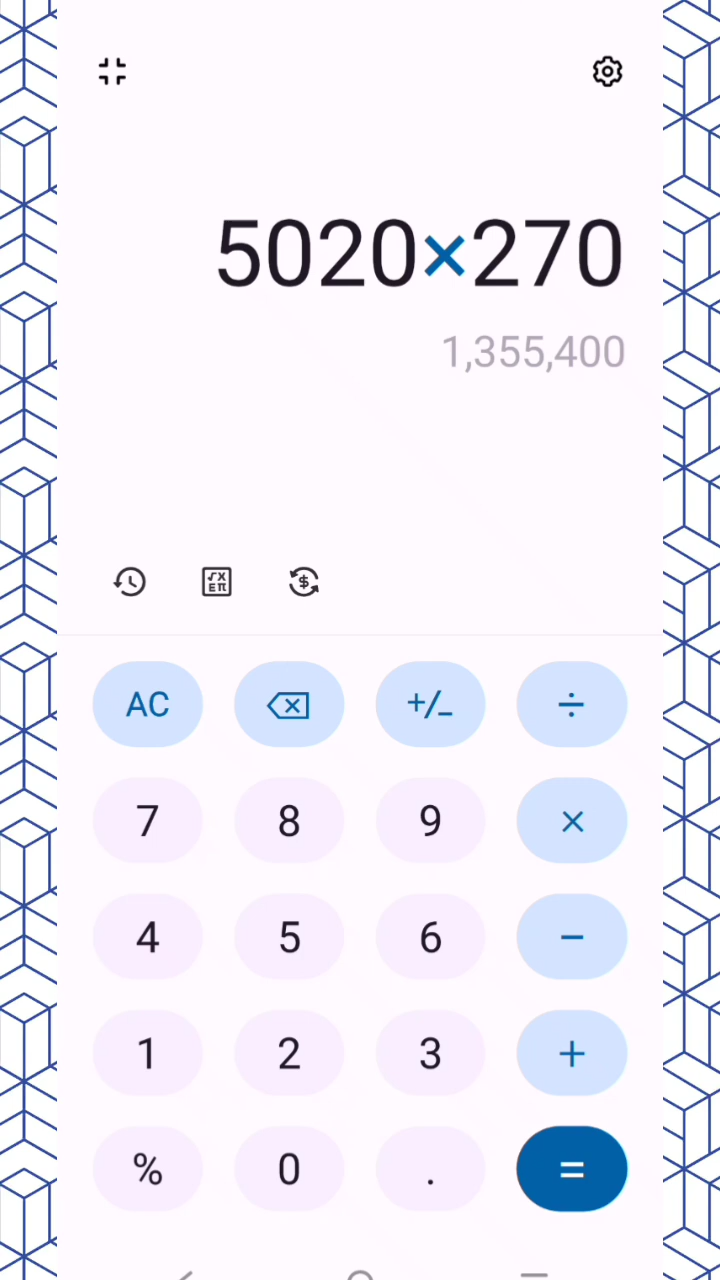 5020×270
1,355,400
AC +/− ÷
7 8 9 ×
4 5 6 −
1 2 3 +
% 0 . =